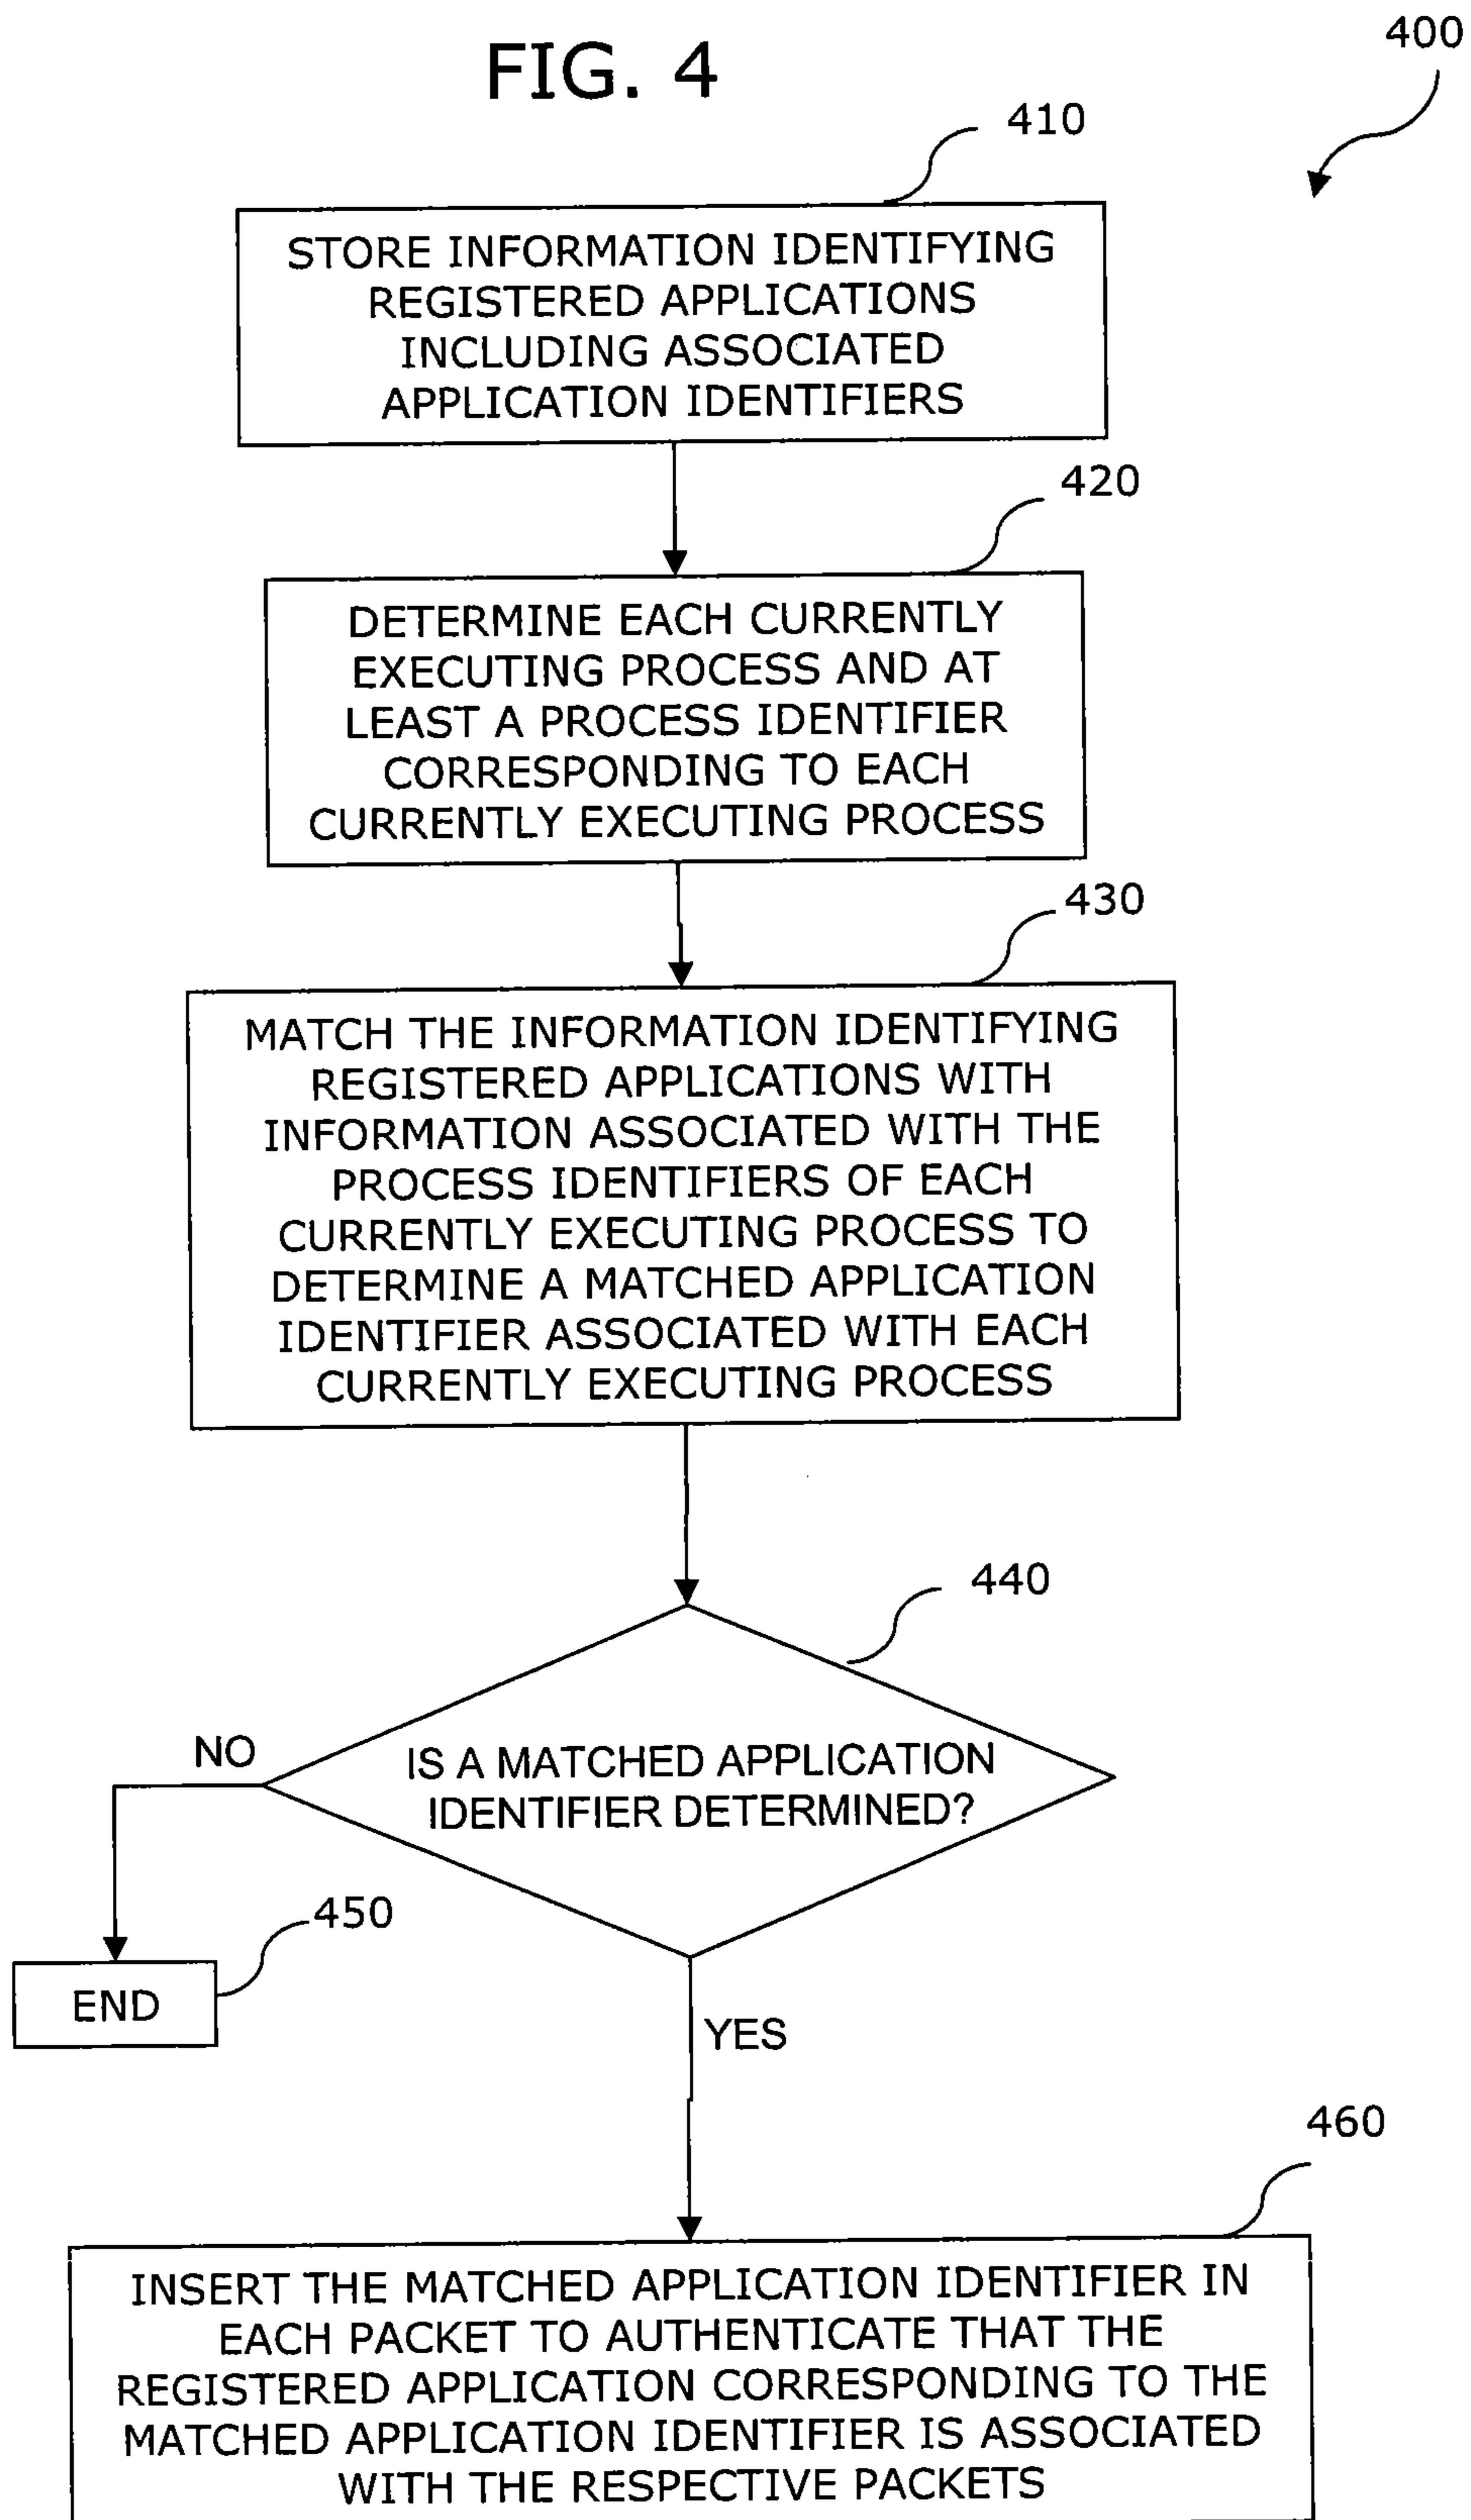 FIG. 4
400
410
STORE INFORMATION IDENTIFYING
REGISTERED APPLICATIONS
INCLUDING ASSOCIATED
APPLICATION IDENTIFIERS
420
DETERMINE EACH CURRENTLY
EXECUTING PROCESS AND AT
LEAST A PROCESS IDENTIFIER
CORRESPONDING TO EACH
CURRENTLY EXECUTING PROCESS
430
MATCH THE INFORMATION IDENTIFYING
REGISTERED APPLICATIONS WITH
INFORMATION ASSOCIATED WITH THE
PROCESS IDENTIFIERS OF EACH
CURRENTLY EXECUTING PROCESS TO
DETERMINE A MATCHED APPLICATION
IDENTIFIER ASSOCIATED WITH EACH
CURRENTLY EXECUTING PROCESS
440
NO
IS A MATCHED APPLICATION
IDENTIFIER DETERMINED?
450
END
YES
460
INSERT THE MATCHED APPLICATION IDENTIFIER IN
EACH PACKET TO AUTHENTICATE THAT THE
REGISTERED APPLICATION CORRESPONDING TO THE
MATCHED APPLICATION IDENTIFIER IS ASSOCIATED
WITH THE RESPECTIVE PACKETS